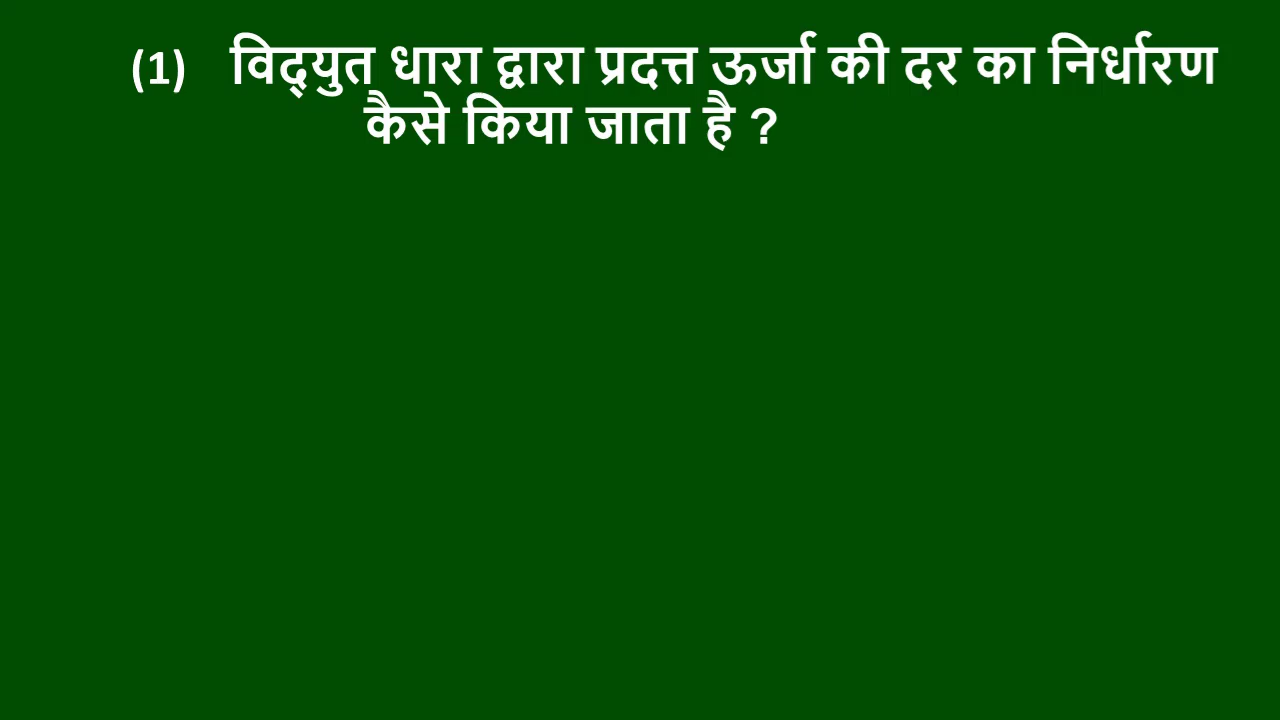 (1) विद्युत धारा द्वारा प्रदत्त ऊर्जा की दर का निर्धारण
कैसे किया जाता है ?